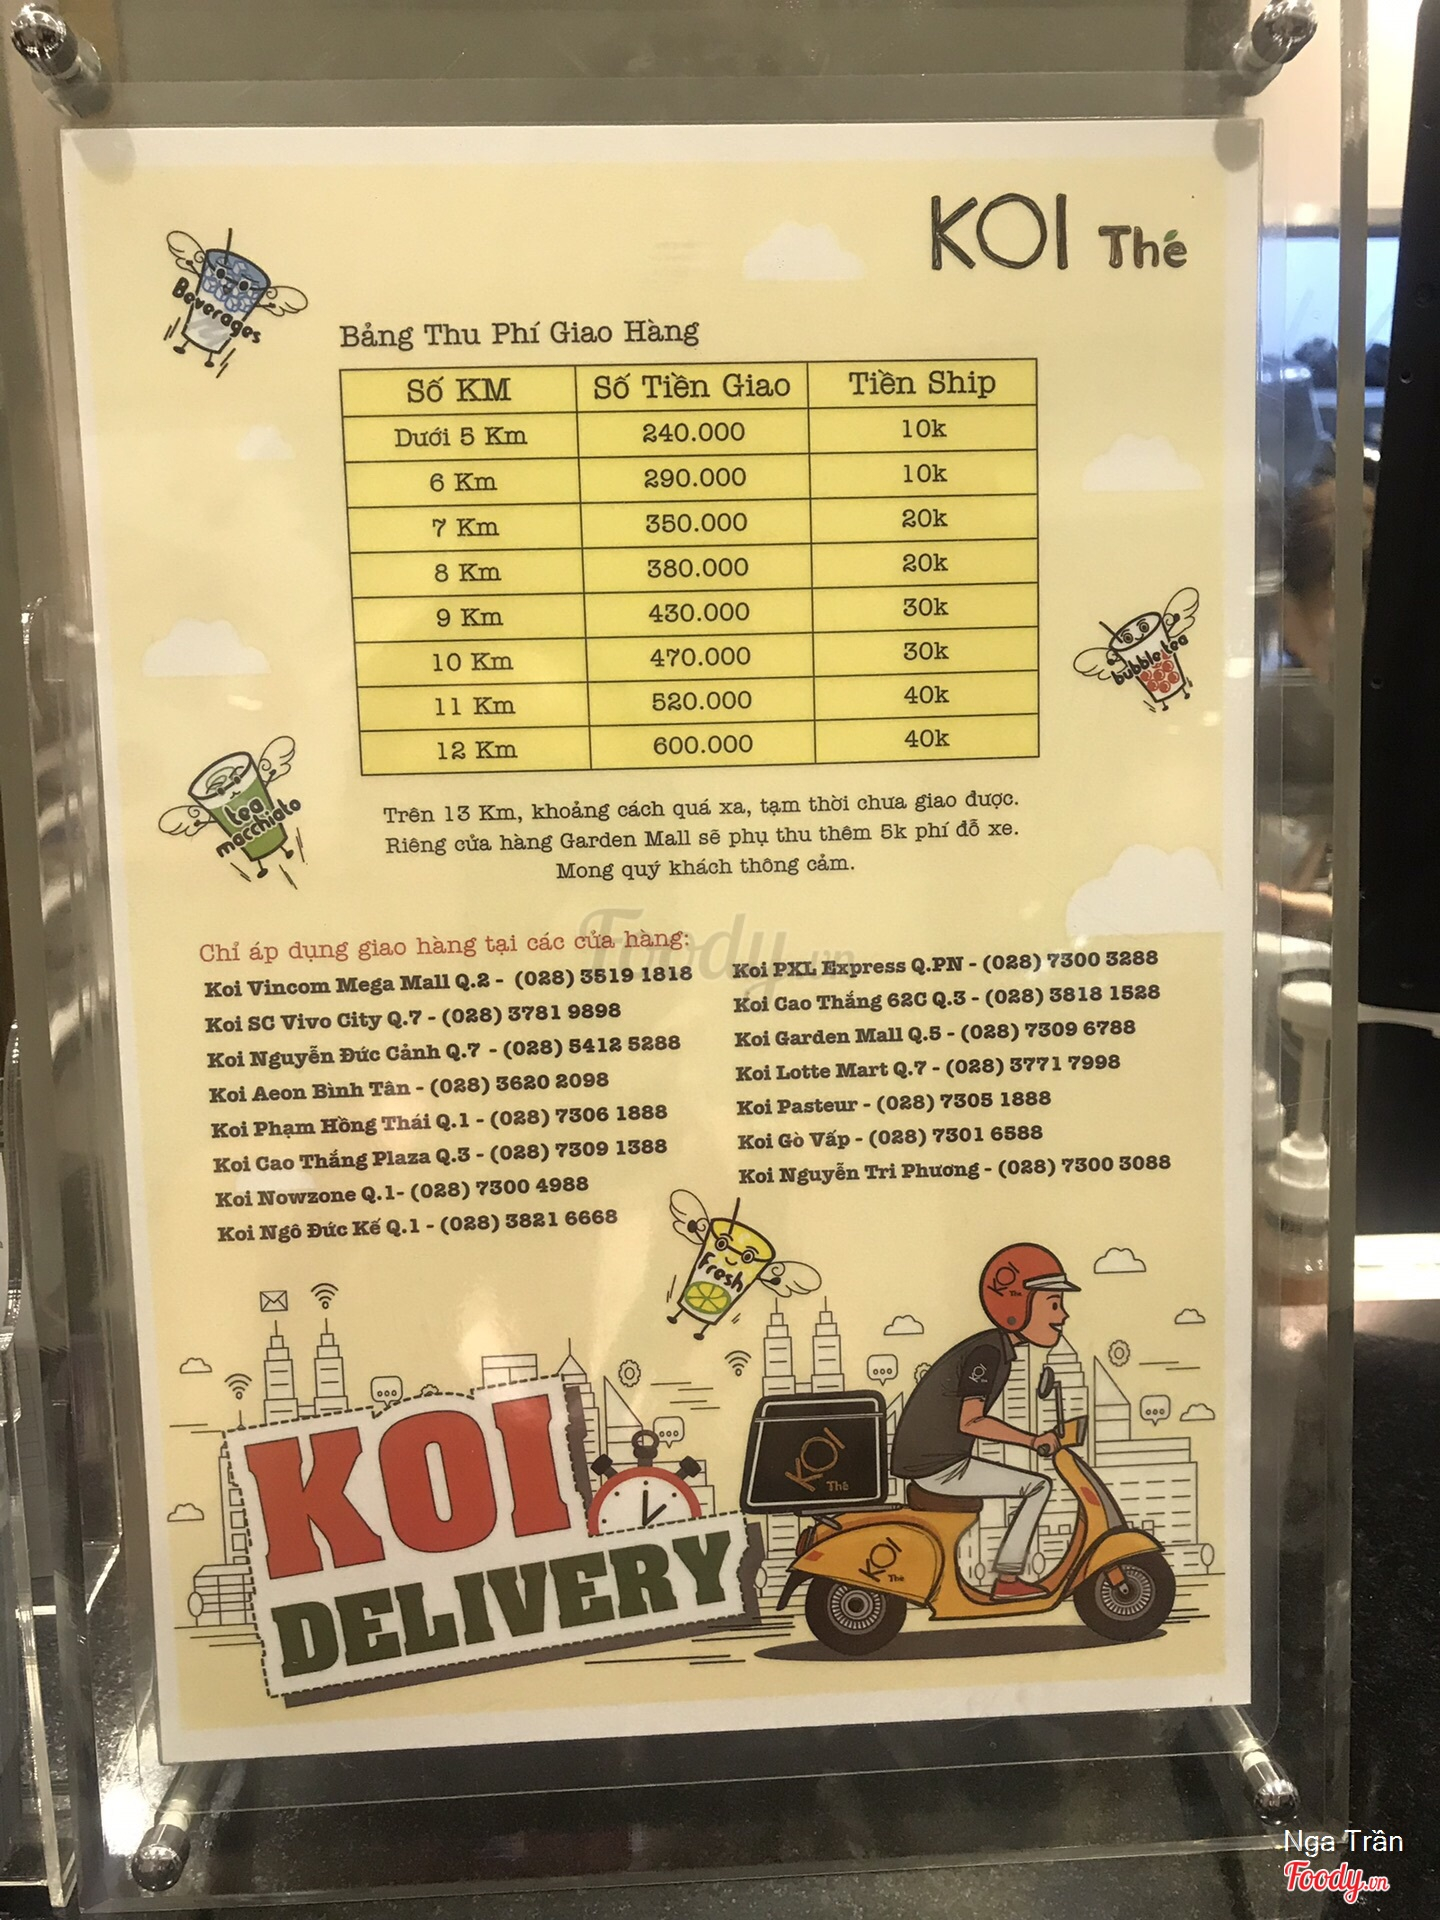 KOI Thé
Beverages
Bảng Thu Phí Giao Hàng
Số KM Số Tiền Giao Tiền Ship
Dưới 5 Km 240.000 10k
6 Km 290.000 10k
7 Km 350.000 20k
8 Km 380.000 20k
9 Km 430.000 30k
10 Km 470.000 30k
11 Km 520.000 40k
12 Km 600.000 40k
bubble tea
tea
macchiato
Trên 13 Km, khoảng cách quá xa, tạm thời chưa giao được.
Riêng cửa hàng Garden Mall sẽ phụ thu thêm 5k phí đỗ xe.
Mong quý khách thông cảm.
Foody.vn
Chỉ áp dụng giao hàng tại các cửa hàng:
Koi Vincom Mega Mall Q.2 - (028) 3519 1818
Koi SC Vivo City Q.7 - (028) 3781 9898
Koi Nguyễn Đức Cảnh Q.7 - (028) 5412 5288
Koi Aeon Bình Tân - (028) 3620 2098
Koi Phạm Hồng Thái Q.1 - (028) 7306 1888
Koi Cao Thắng Plaza Q.3 - (028) 7309 1388
Koi Nowzone Q.1- (028) 7300 4988
Koi Ngô Đức Kế Q.1 - (028) 3821 6668
Koi PXL Express Q.PN - (028) 7300 3288
Koi Cao Thắng 62C Q.3 - (028) 3818 1528
Koi Garden Mall Q.5 - (028) 7309 6788
Koi Lotte Mart Q.7 - (028) 3771 7998
Koi Pasteur - (028) 7305 1888
Koi Gò Vấp - (028) 7301 6588
Koi Nguyễn Tri Phương - (028) 7300 3088
fresh
KOI
Thé
KOI
Thé
KOI
Thé
KOI
Thé
KOI
DELIVERY
Nga Trần
Foody.vn